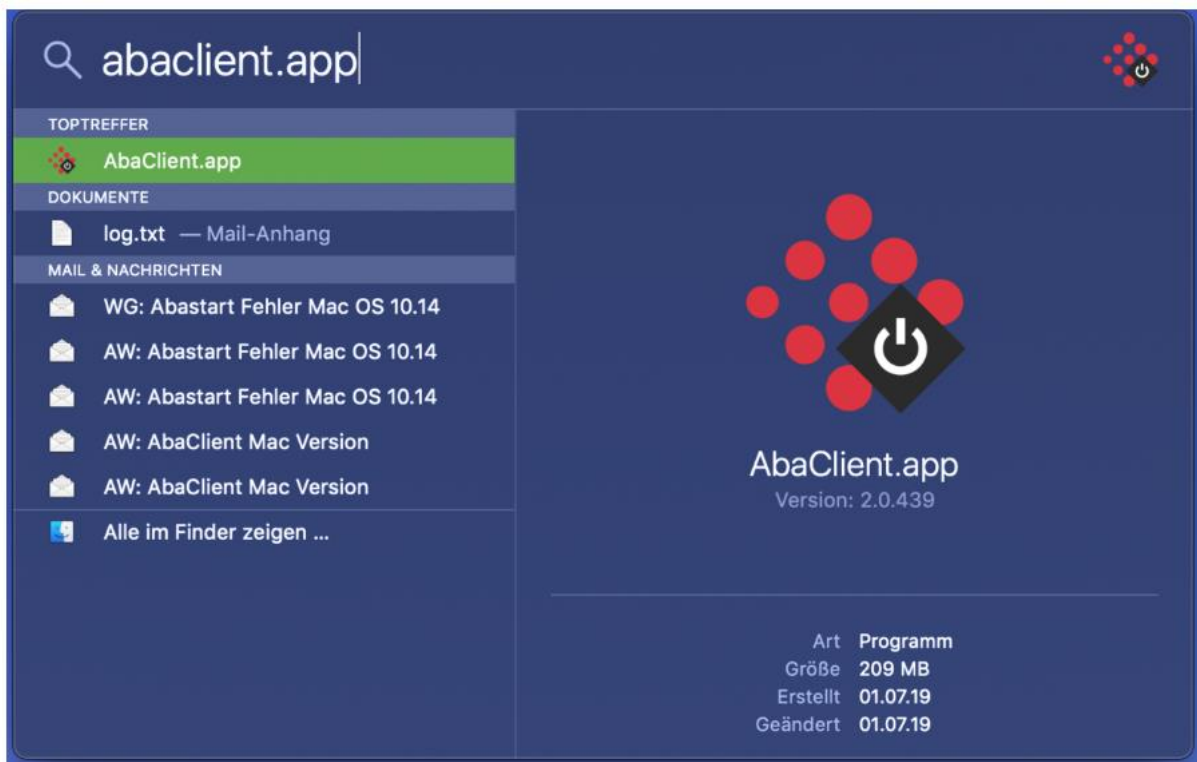 abaclient.app
TOPTREFFER
AbaClient.app
DOKUMENTE
log.txt — Mail-Anhang
MAIL & NACHRICHTEN
WG: Abastart Fehler Mac OS 10.14
AW: Abastart Fehler Mac OS 10.14
AW: Abastart Fehler Mac OS 10.14
AW: AbaClient Mac Version
AW: AbaClient Mac Version
Alle im Finder zeigen ...
AbaClient.app
Version: 2.0.439
Art Programm
Größe 209 MB
Erstellt 01.07.19
Geändert 01.07.19